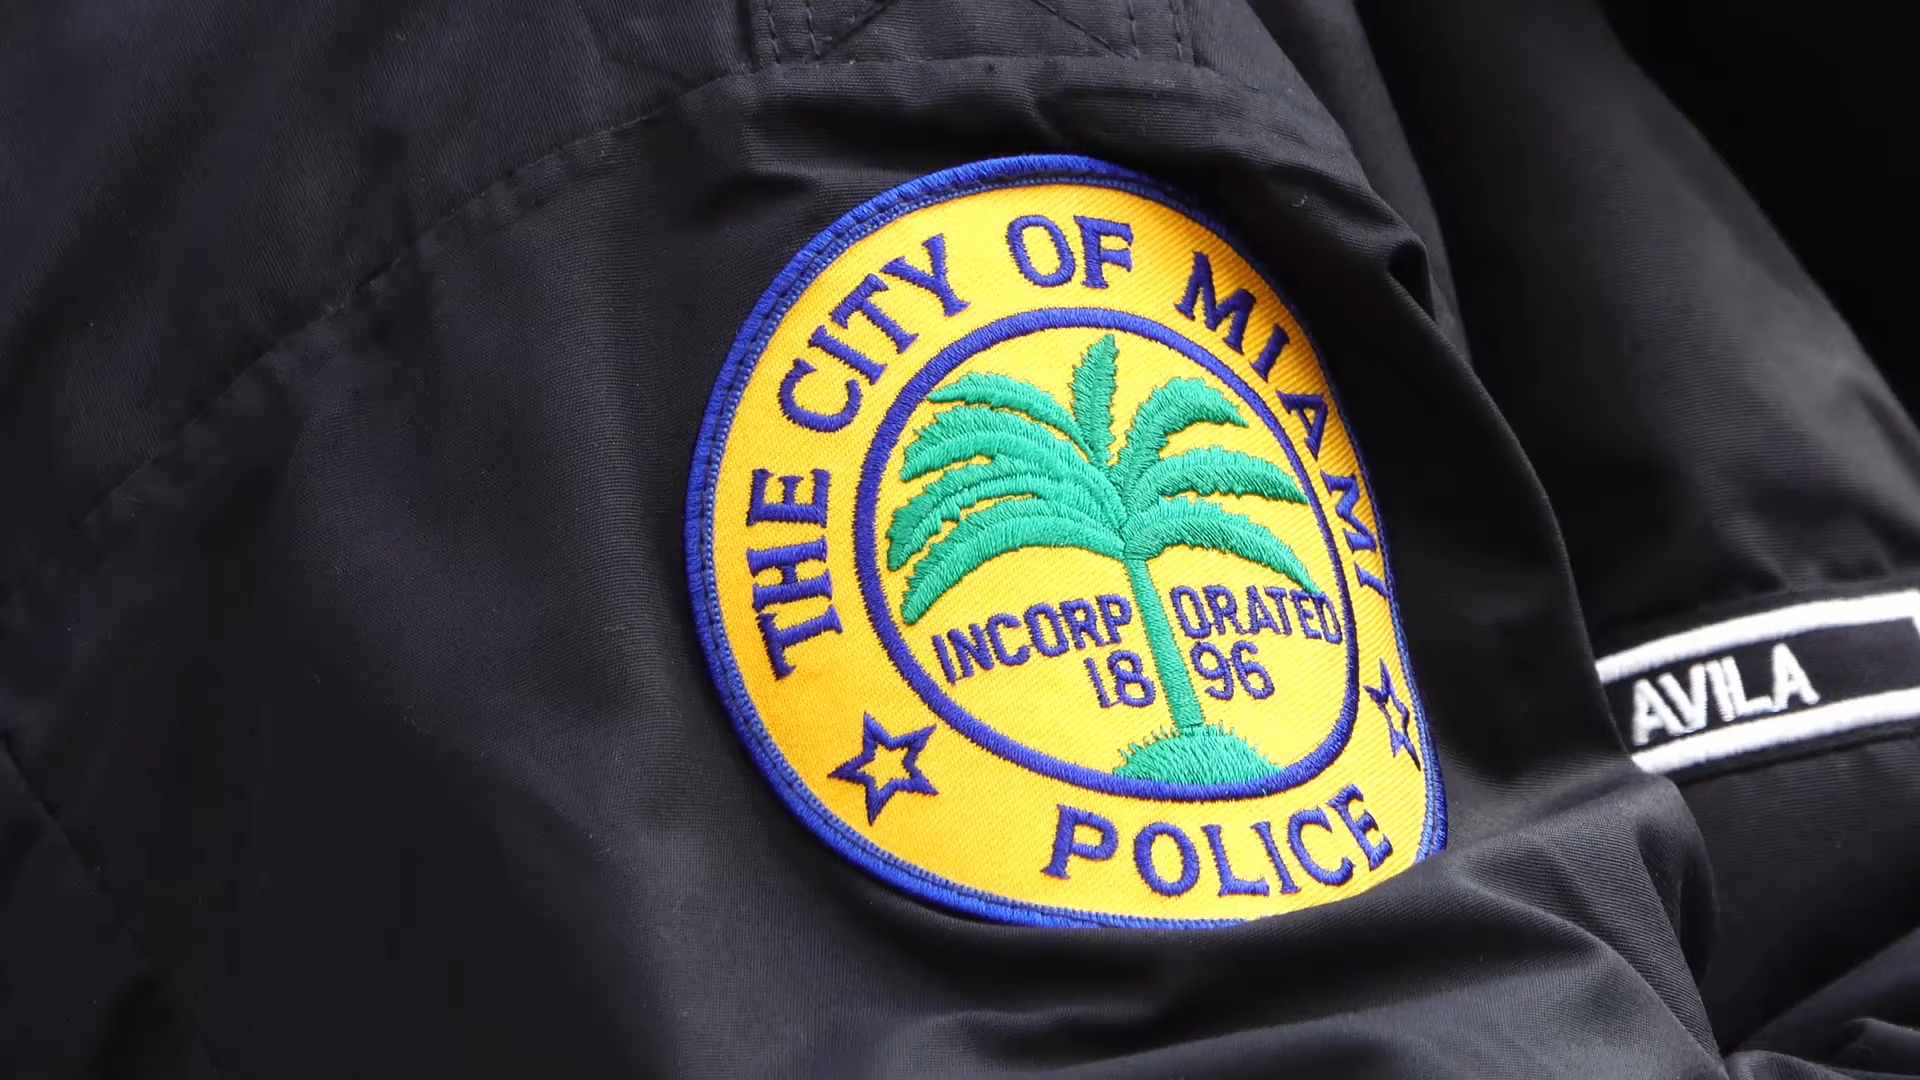 THE CITY OF MIAMI
INCORP ORATED
18 96
POLICE
AVILA